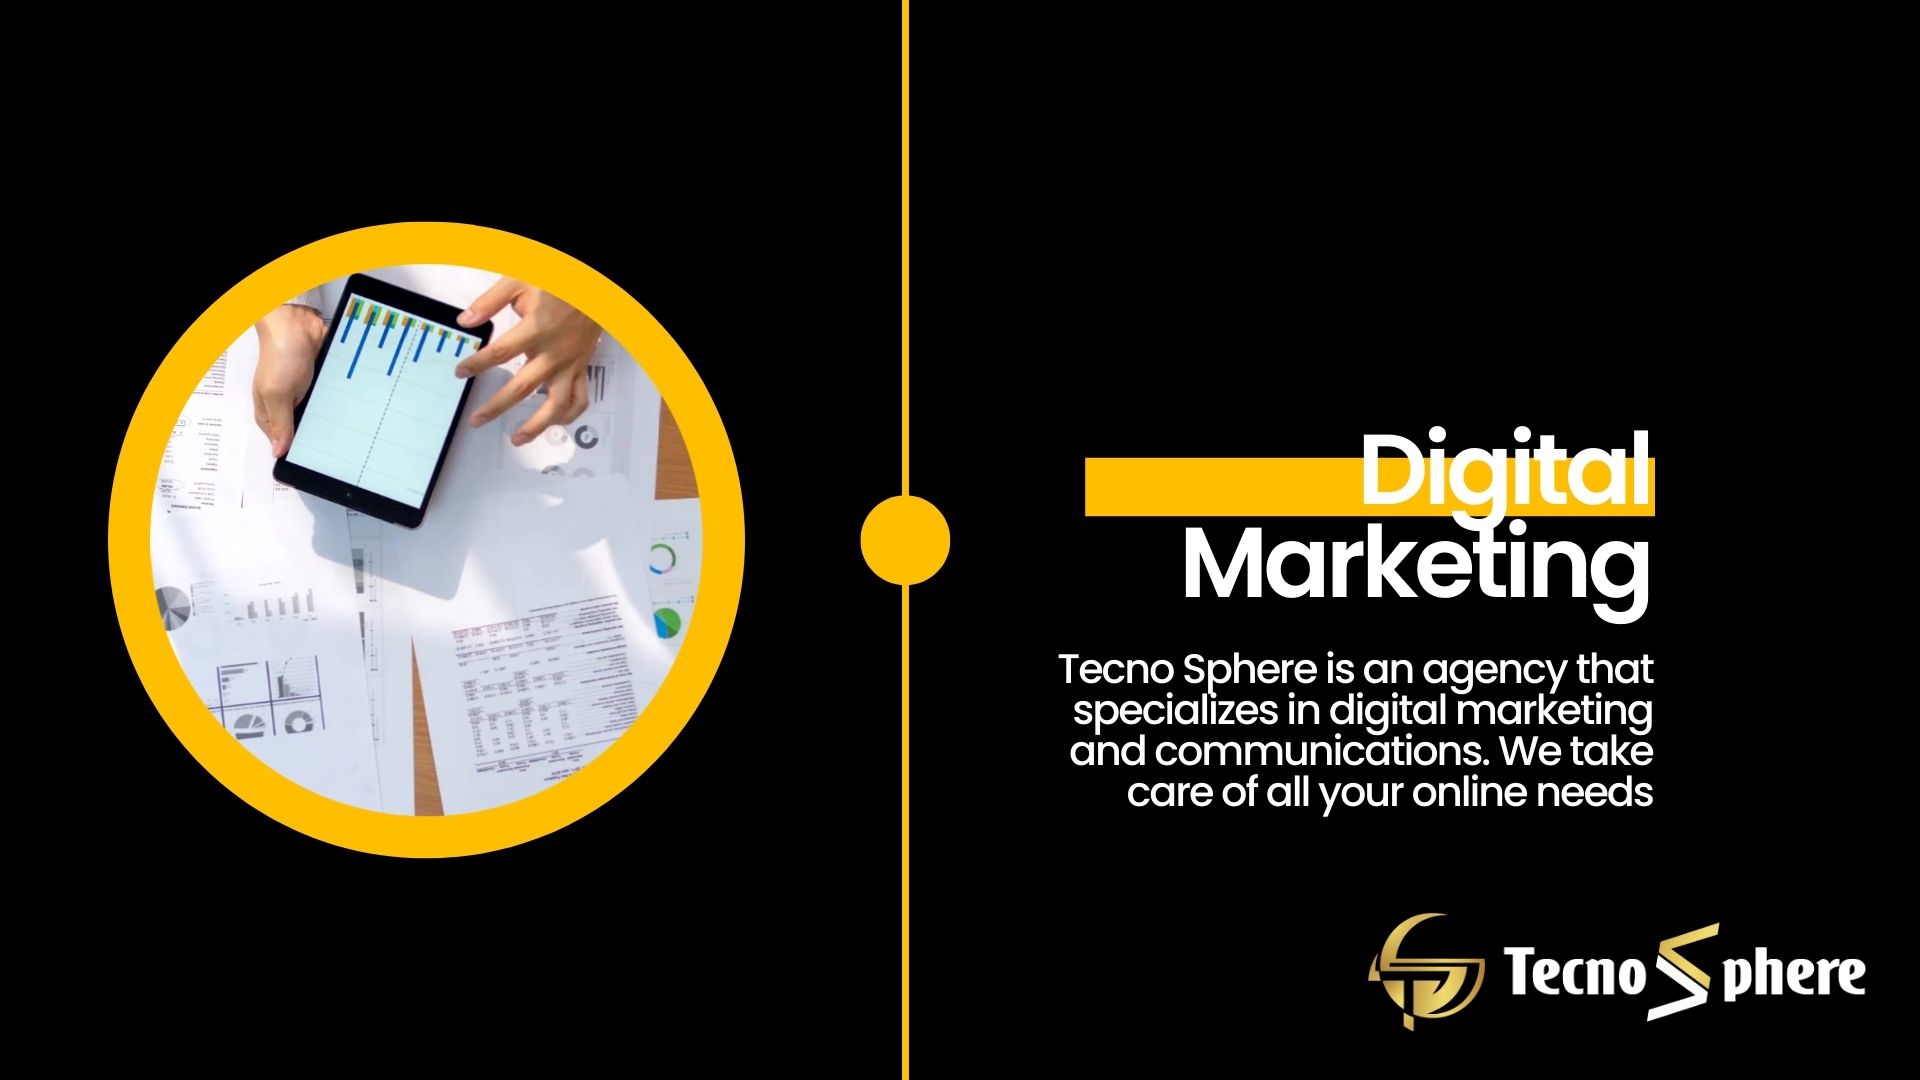 Digital
Marketing
Tecno Sphere is an agency that
specializes in digital marketing
and communications. We take
care of all your online needs
Tecno Sphere